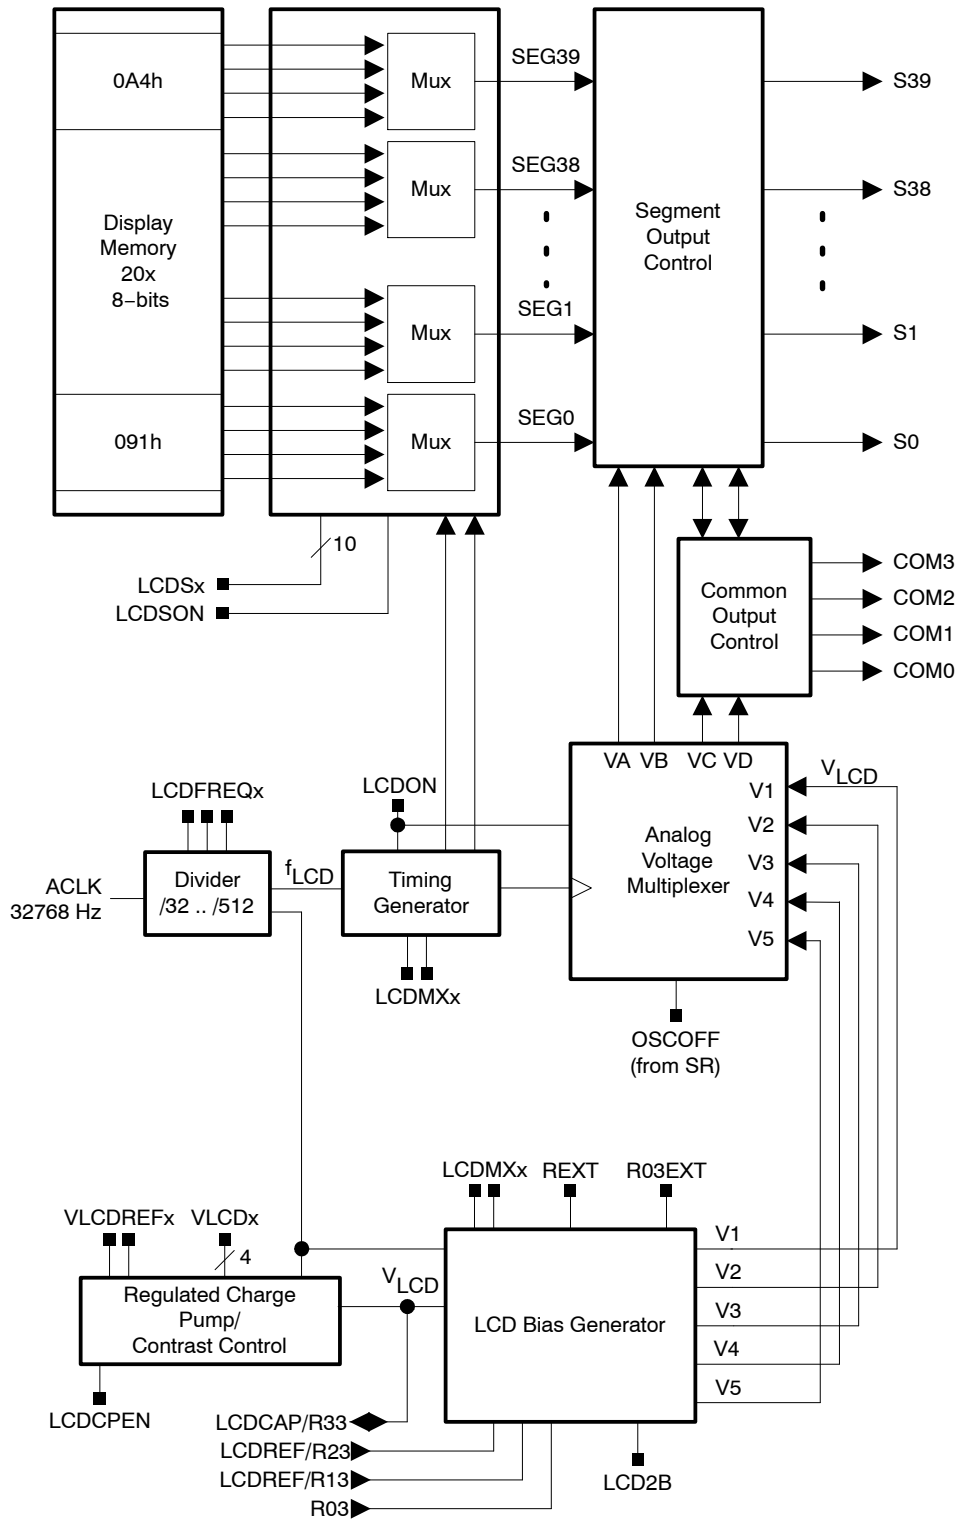 0A4h
Display
Memory
20x
8−bits
091h
Mux
Mux
Mux
Mux
SEG39
SEG38
SEG1
SEG0
Segment
Output
Control
S39
S38
S1
S0
10
LCDSx
LCDSON
Common
Output
Control
COM3
COM2
COM1
COM0
VA VB VC VD
VLCD
V1
V2
V3
V4
V5
Analog
Voltage
Multiplexer
LCDON
LCDFREQx
ACLK
32768 Hz
Divider
/32 .. /512
fLCD
Timing
Generator
LCDMXx
OSCOFF
(from SR)
LCDMXx
REXT
R03EXT
VLCDREFx
VLCDx
4
Regulated Charge
Pump/
Contrast Control
VLCD
LCD Bias Generator
V1
V2
V3
V4
V5
LCDCPEN
LCDCAP/R33
LCDREF/R23
LCDREF/R13
R03
LCD2B